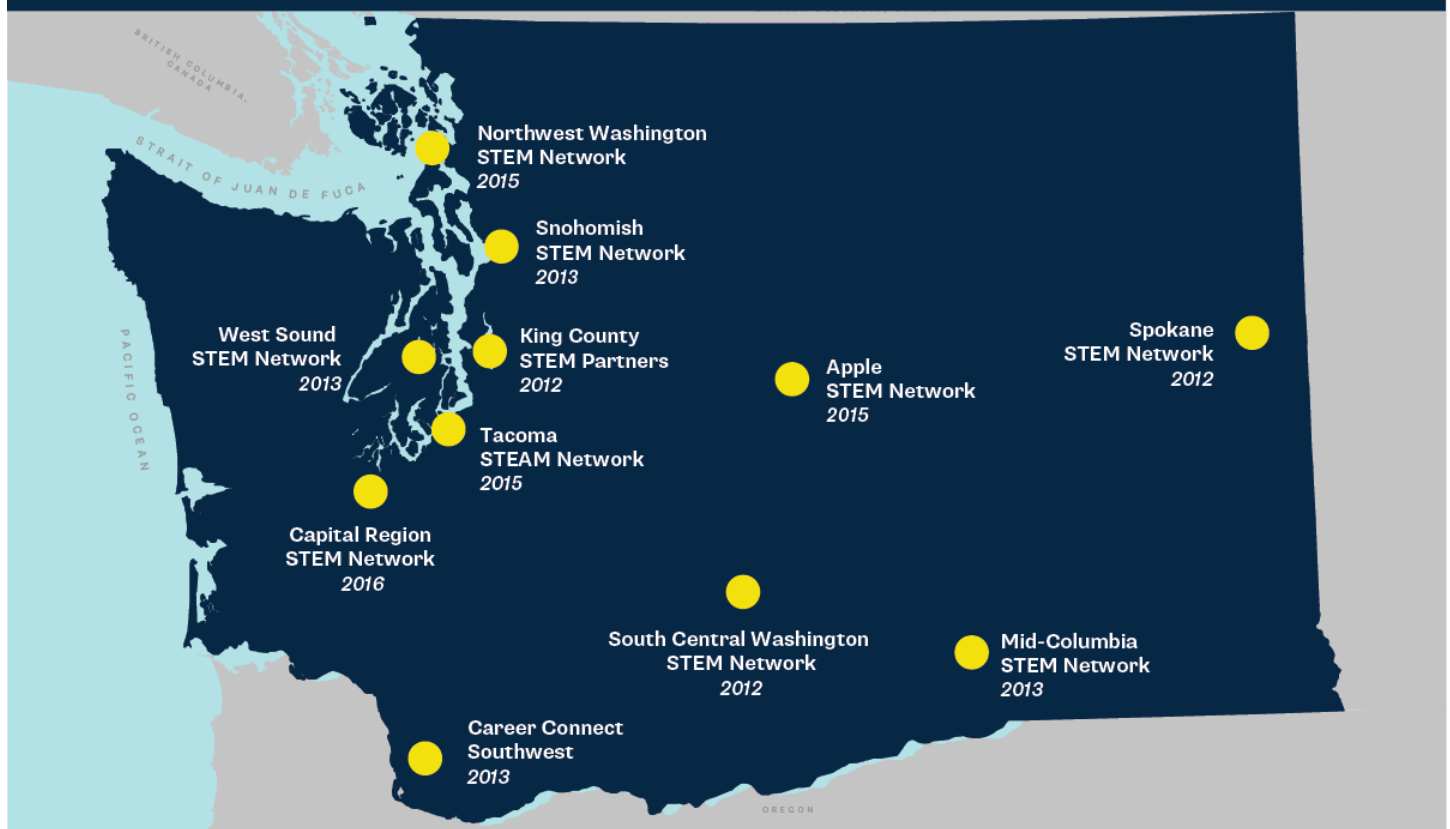 BRITISH COLUMBIA,
CANADA
STRAIT OF JUAN DE FUCA
PACIFIC OCEAN
Northwest Washington
STEM Network
2015
Snohomish
STEM Network
2013
West Sound
STEM Network
2013
King County
STEM Partners
2012
Apple
STEM Network
2015
Spokane
STEM Network
2012
Tacoma
STEAM Network
2015
Capital Region
STEM Network
2016
South Central Washington
STEM Network
2012
Mid-Columbia
STEM Network
2013
Career Connect
Southwest
2013
OREGON